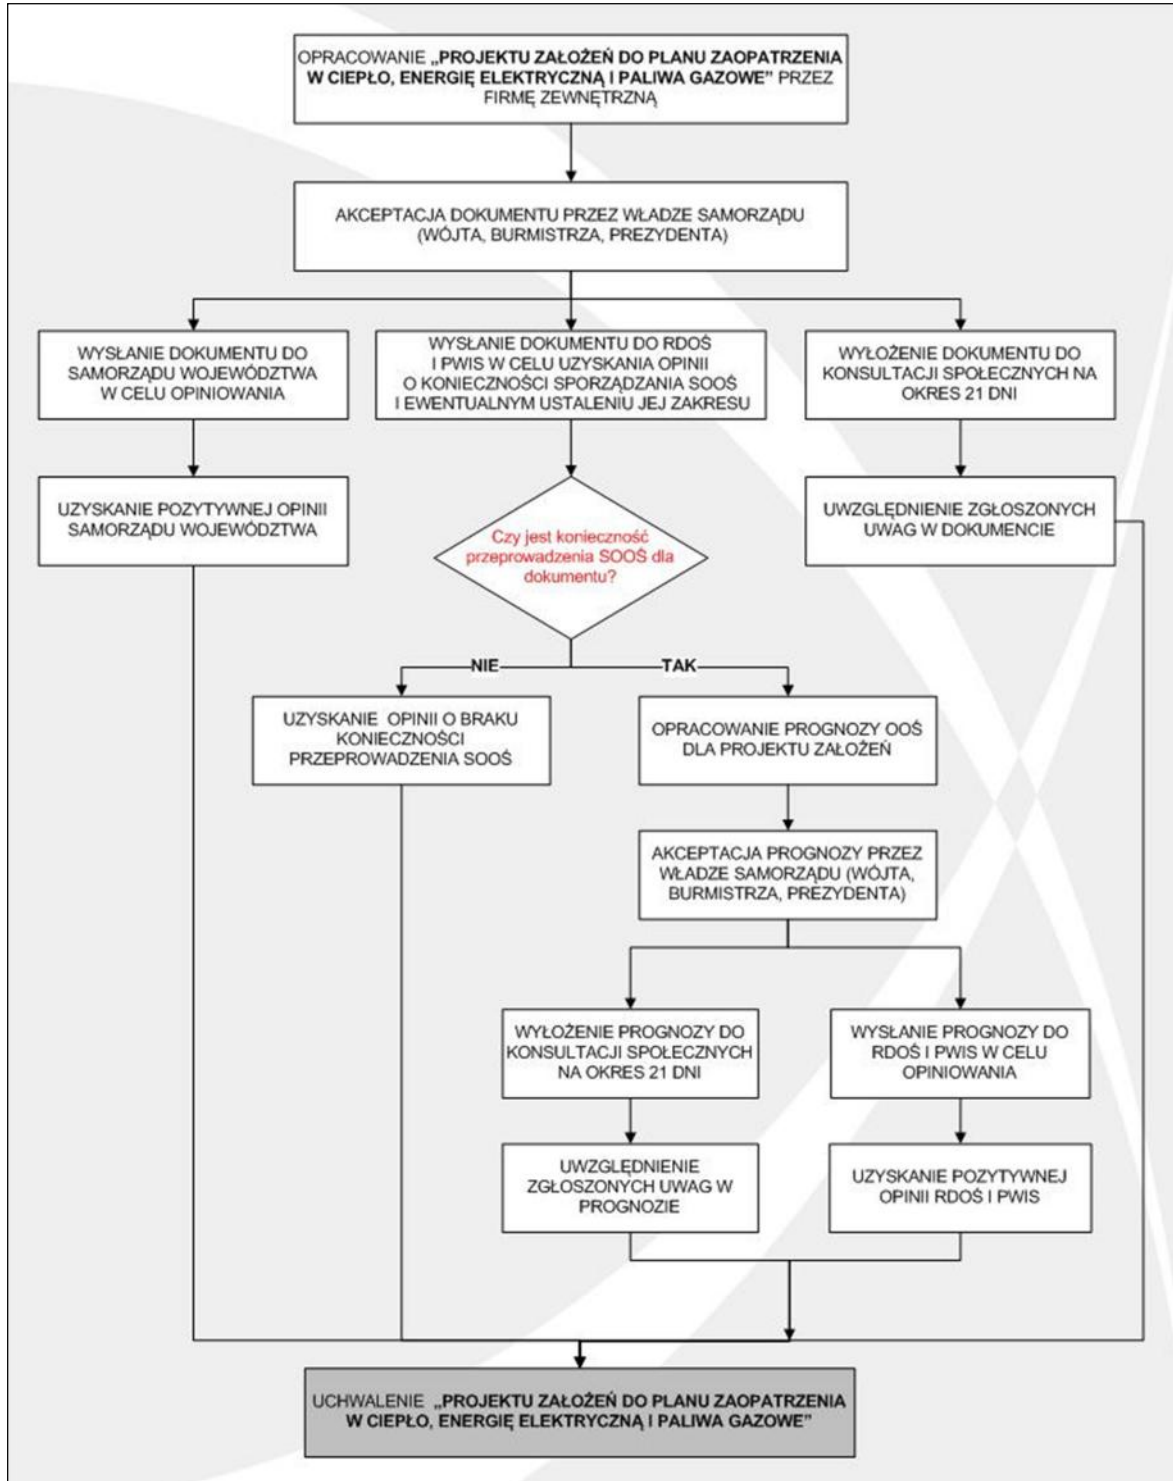 OPRACOWANIE „PROJEKTU ZAŁOŻEŃ DO PLANU ZAOPATRZENIA
W CIEPŁO, ENERGIĘ ELEKTRYCZNĄ I PALIWA GAZOWE” PRZEZ
FIRMĘ ZEWNĘTRZNĄ
AKCEPTACJA DOKUMENTU PRZEZ WŁADZE SAMORZĄDU
(WÓJTA, BURMISTRZA, PREZYDENTA)
WYSŁANIE DOKUMENTU DO
SAMORZĄDU WOJEWÓDZTWA
W CELU OPINIOWANIA
WYSŁANIE DOKUMENTU DO RDOŚ
I PWIS W CELU UZYSKANIA OPINII
O KONIECZNOŚCI SPORZĄDZANIA SOOŚ
I EWENTUALNYM USTALENIU JEJ ZAKRESU
WYŁOŻENIE DOKUMENTU DO
KONSULTACJI SPOŁECZNYCH NA
OKRES 21 DNI
UZYSKANIE POZYTYWNEJ OPINII
SAMORZĄDU WOJEWÓDZTWA
Czy jest konieczność
przeprowadzenia SOOŚ dla
dokumentu?
UWZGLĘDNIENIE ZGŁOSZONYCH
UWAG W DOKUMENCIE
NIE
TAK
UZYSKANIE OPINII O BRAKU
KONIECZNOŚCI
PRZEPROWADZENIA SOOŚ
OPRACOWANIE PROGNOZY OOŚ
DLA PROJEKTU ZAŁOŻEŃ
AKCEPTACJA PROGNOZY PRZEZ
WŁADZE SAMORZĄDU (WÓJTA,
BURMISTRZA, PREZYDENTA)
WYŁOŻENIE PROGNOZY DO
KONSULTACJI SPOŁECZNYCH
NA OKRES 21 DNI
WYSŁANIE PROGNOZY DO
RDOŚ I PWIS W CELU
OPINIOWANIA
UWZGLĘDNIENIE
ZGŁOSZONYCH UWAG W
PROGNOZIE
UZYSKANIE POZYTYWNEJ
OPINII RDOŚ I PWIS
UCHWALENIE „PROJEKTU ZAŁOŻEŃ DO PLANU ZAOPATRZENIA
W CIEPŁO, ENERGIĘ ELEKTRYCZNĄ I PALIWA GAZOWE”